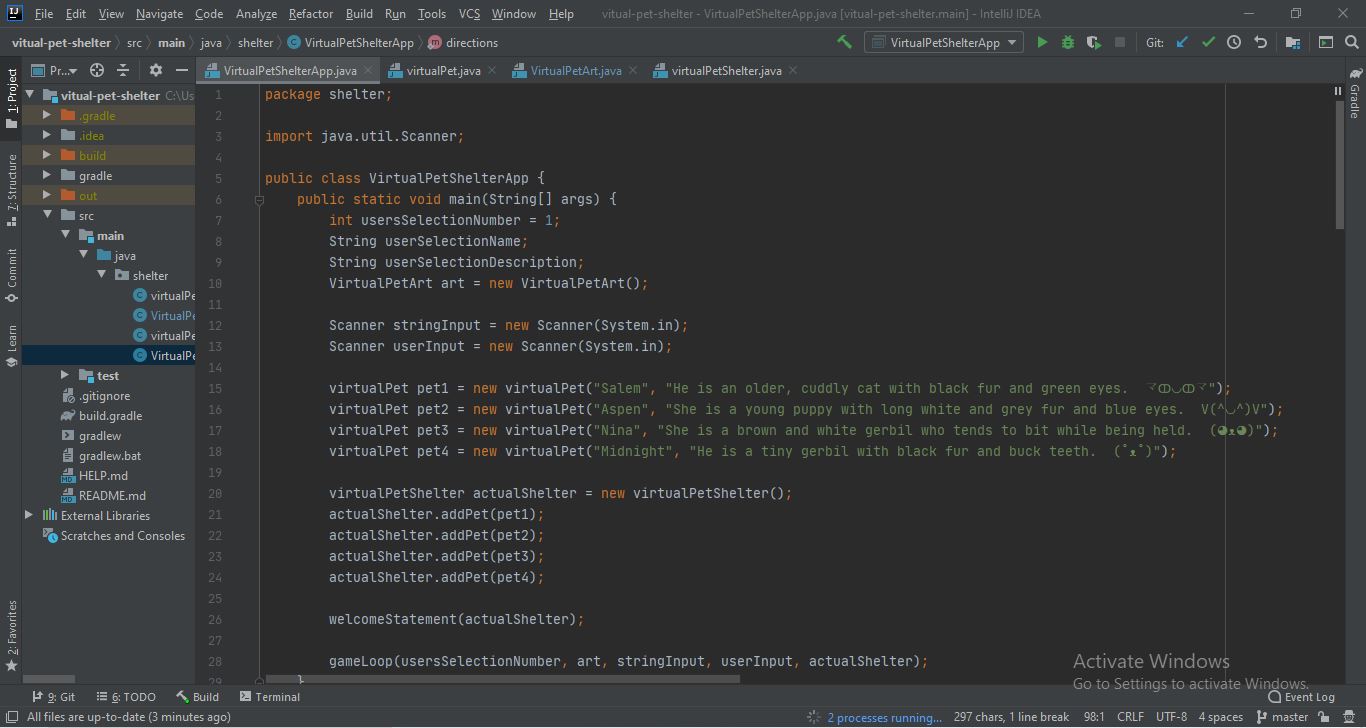 File Edit View Navigate Code Analyze Refactor Build Run Tools VCS Window Help vitual-pet-shelter - VirtualPetShelterApp.java [vitual-pet-shelter.main] - IntelliJ IDEA
vitual-pet-shelter src main java shelter VirtualPetShelterApp directions VirtualPetShelterApp Git:
Pr... VirtualPetShelterApp.java virtualPet.java VirtualPetArt.java virtualPetShelter.java
1: Project
7: Structure
Commit
Learn
2: Favorites
Gradle
vitual-pet-shelter C:\Us
.gradle
.idea
build
gradle
out
src
main
java
shelter
virtualPe
VirtualPe
virtualPe
VirtualPe
test
.gitignore
build.gradle
gradlew
gradlew.bat
HELP.md
README.md
External Libraries
Scratches and Consoles
1 package shelter;
2
3 import java.util.Scanner;
4
5 public class VirtualPetShelterApp {
6 public static void main(String[] args) {
7 int usersSelectionNumber = 1;
8 String userSelectionName;
9 String userSelectionDescription;
10 VirtualPetArt art = new VirtualPetArt();
11
12 Scanner stringInput = new Scanner(System.in);
13 Scanner userInput = new Scanner(System.in);
14
15 virtualPet pet1 = new virtualPet("Salem", "He is an older, cuddly cat with black fur and green eyes. ");
16 virtualPet pet2 = new virtualPet("Aspen", "She is a young puppy with long white and grey fur and blue eyes. V(^◡^)V");
17 virtualPet pet3 = new virtualPet("Nina", "She is a brown and white gerbil who tends to bit while being held. (◕ᴥ◕)");
18 virtualPet pet4 = new virtualPet("Midnight", "He is a tiny gerbil with black fur and buck teeth. (˚ᴥ˚)");
19
20 virtualPetShelter actualShelter = new virtualPetShelter();
21 actualShelter.addPet(pet1);
22 actualShelter.addPet(pet2);
23 actualShelter.addPet(pet3);
24 actualShelter.addPet(pet4);
25
26 welcomeStatement(actualShelter);
27
28 gameLoop(usersSelectionNumber, art, stringInput, userInput, actualShelter);
29 }
Activate Windows
Go to Settings to activate Windows.
9: Git 6: TODO Build Terminal Event Log
All files are up-to-date (3 minutes ago) 2 processes running... 297 chars, 1 line break 98:1 CRLF UTF-8 4 spaces master